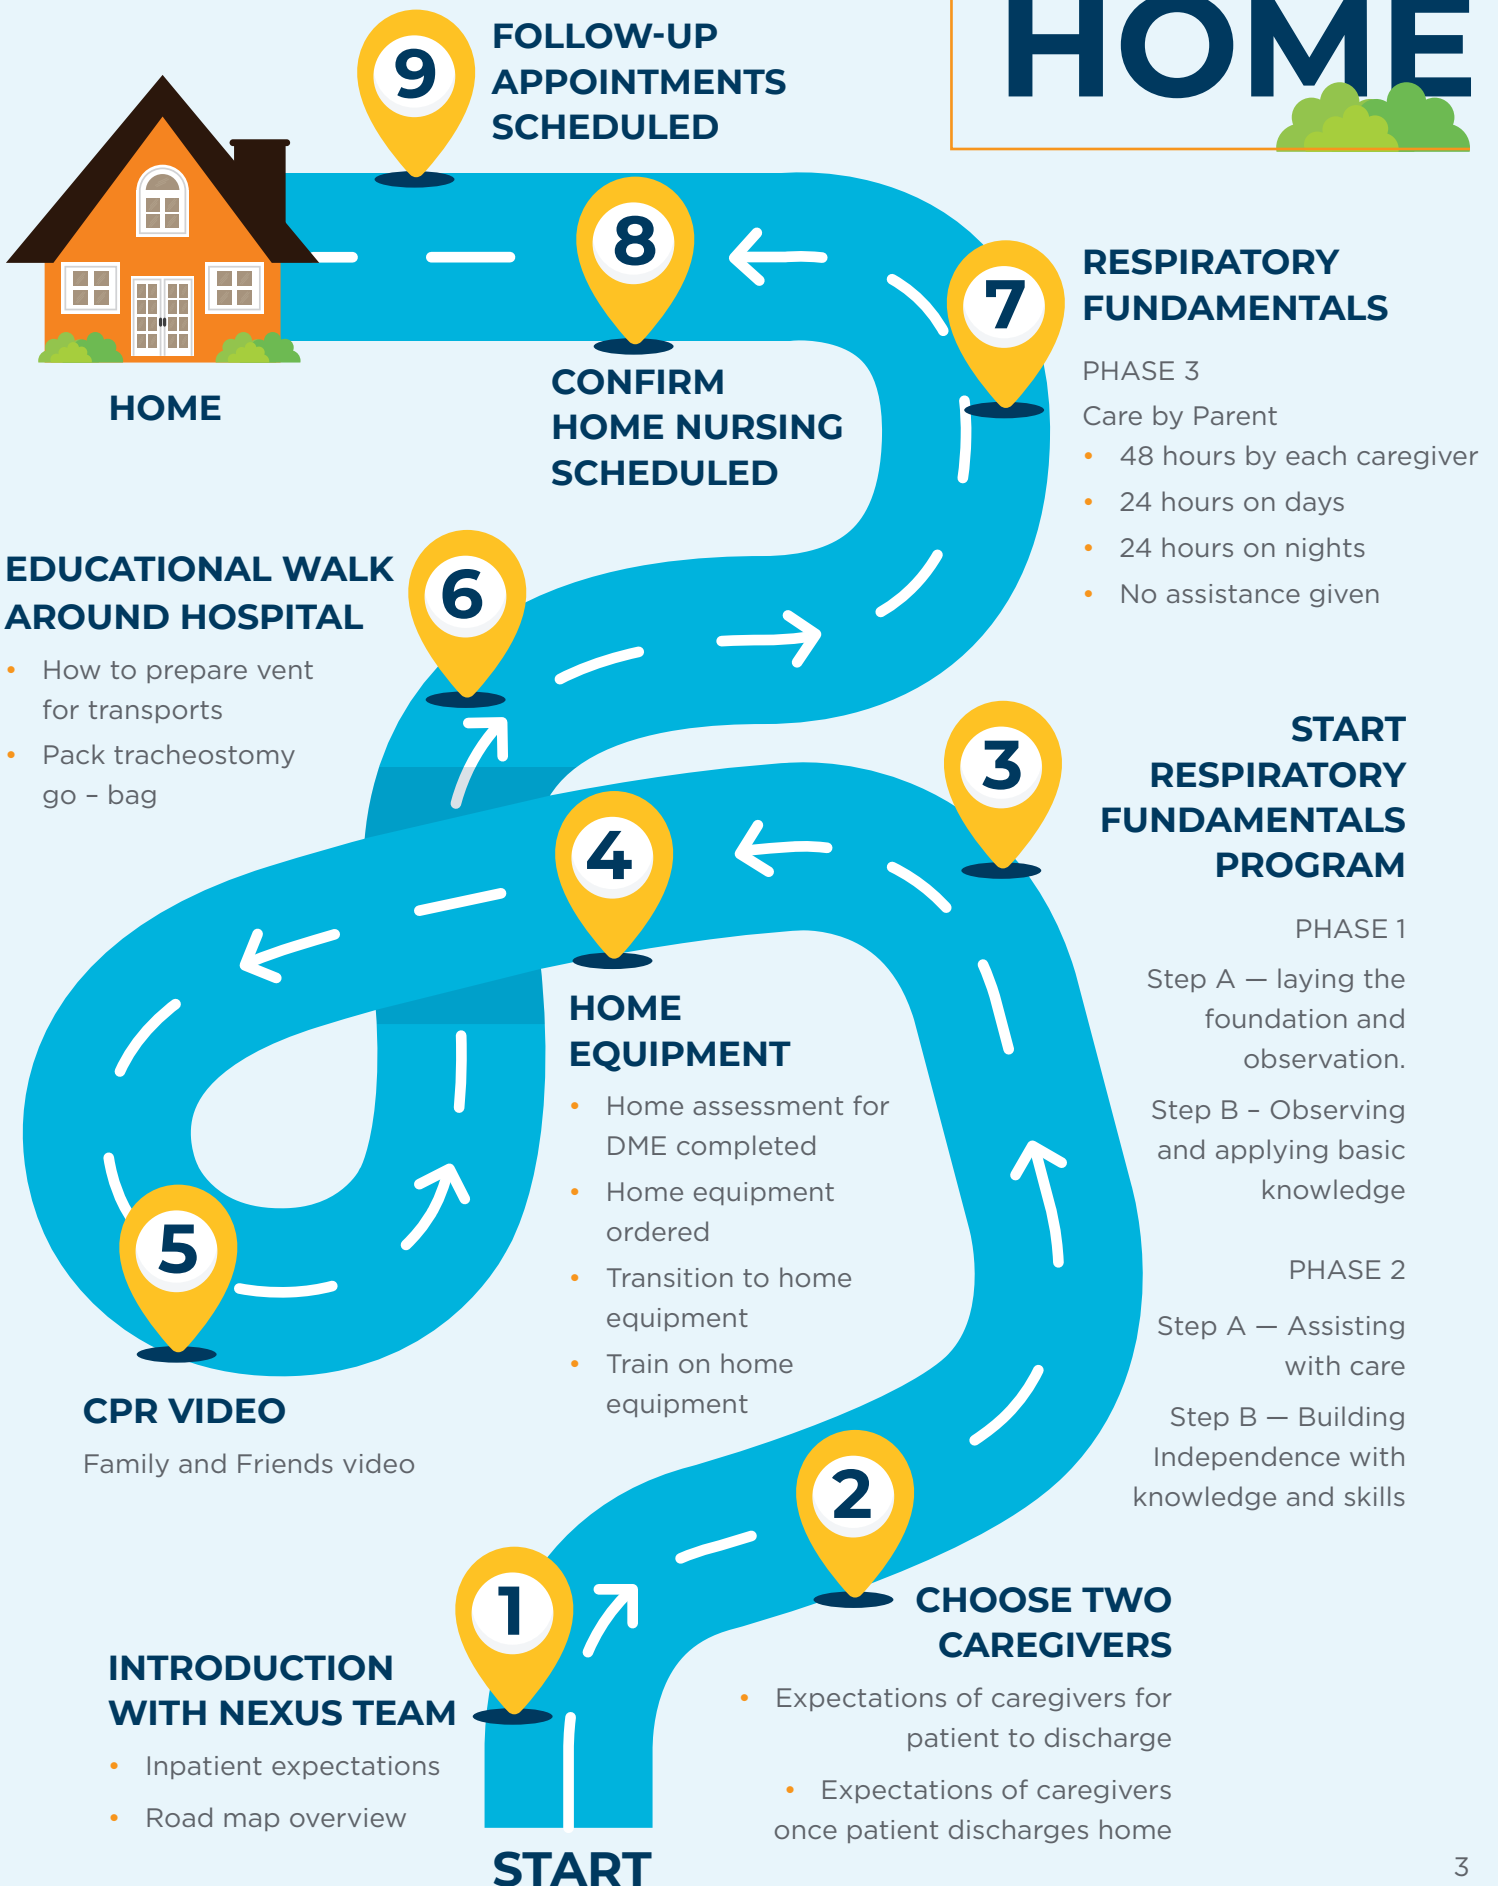 HOME
9
FOLLOW-UP
APPOINTMENTS
SCHEDULED
8
CONFIRM
HOME NURSING
SCHEDULED
7
RESPIRATORY
FUNDAMENTALS
PHASE 3
Care by Parent
• 48 hours by each caregiver
• 24 hours on days
• 24 hours on nights
• No assistance given
HOME
6
EDUCATIONAL WALK
AROUND HOSPITAL
• How to prepare vent
for transports
• Pack tracheostomy
go – bag
3
START
RESPIRATORY
FUNDAMENTALS
PROGRAM
PHASE 1
Step A — laying the
foundation and
observation.
Step B – Observing
and applying basic
knowledge
PHASE 2
Step A — Assisting
with care
Step B — Building
Independence with
knowledge and skills
4
HOME
EQUIPMENT
• Home assessment for
DME completed
• Home equipment
ordered
• Transition to home
equipment
• Train on home
equipment
5
CPR VIDEO
Family and Friends video
2
CHOOSE TWO
CAREGIVERS
• Expectations of caregivers for
patient to discharge
• Expectations of caregivers
once patient discharges home
1
INTRODUCTION
WITH NEXUS TEAM
• Inpatient expectations
• Road map overview
START
3